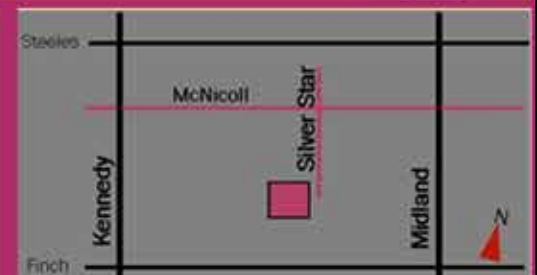 Steeles
McNicoll
Silver Star
Kennedy
Midland
N
Finch